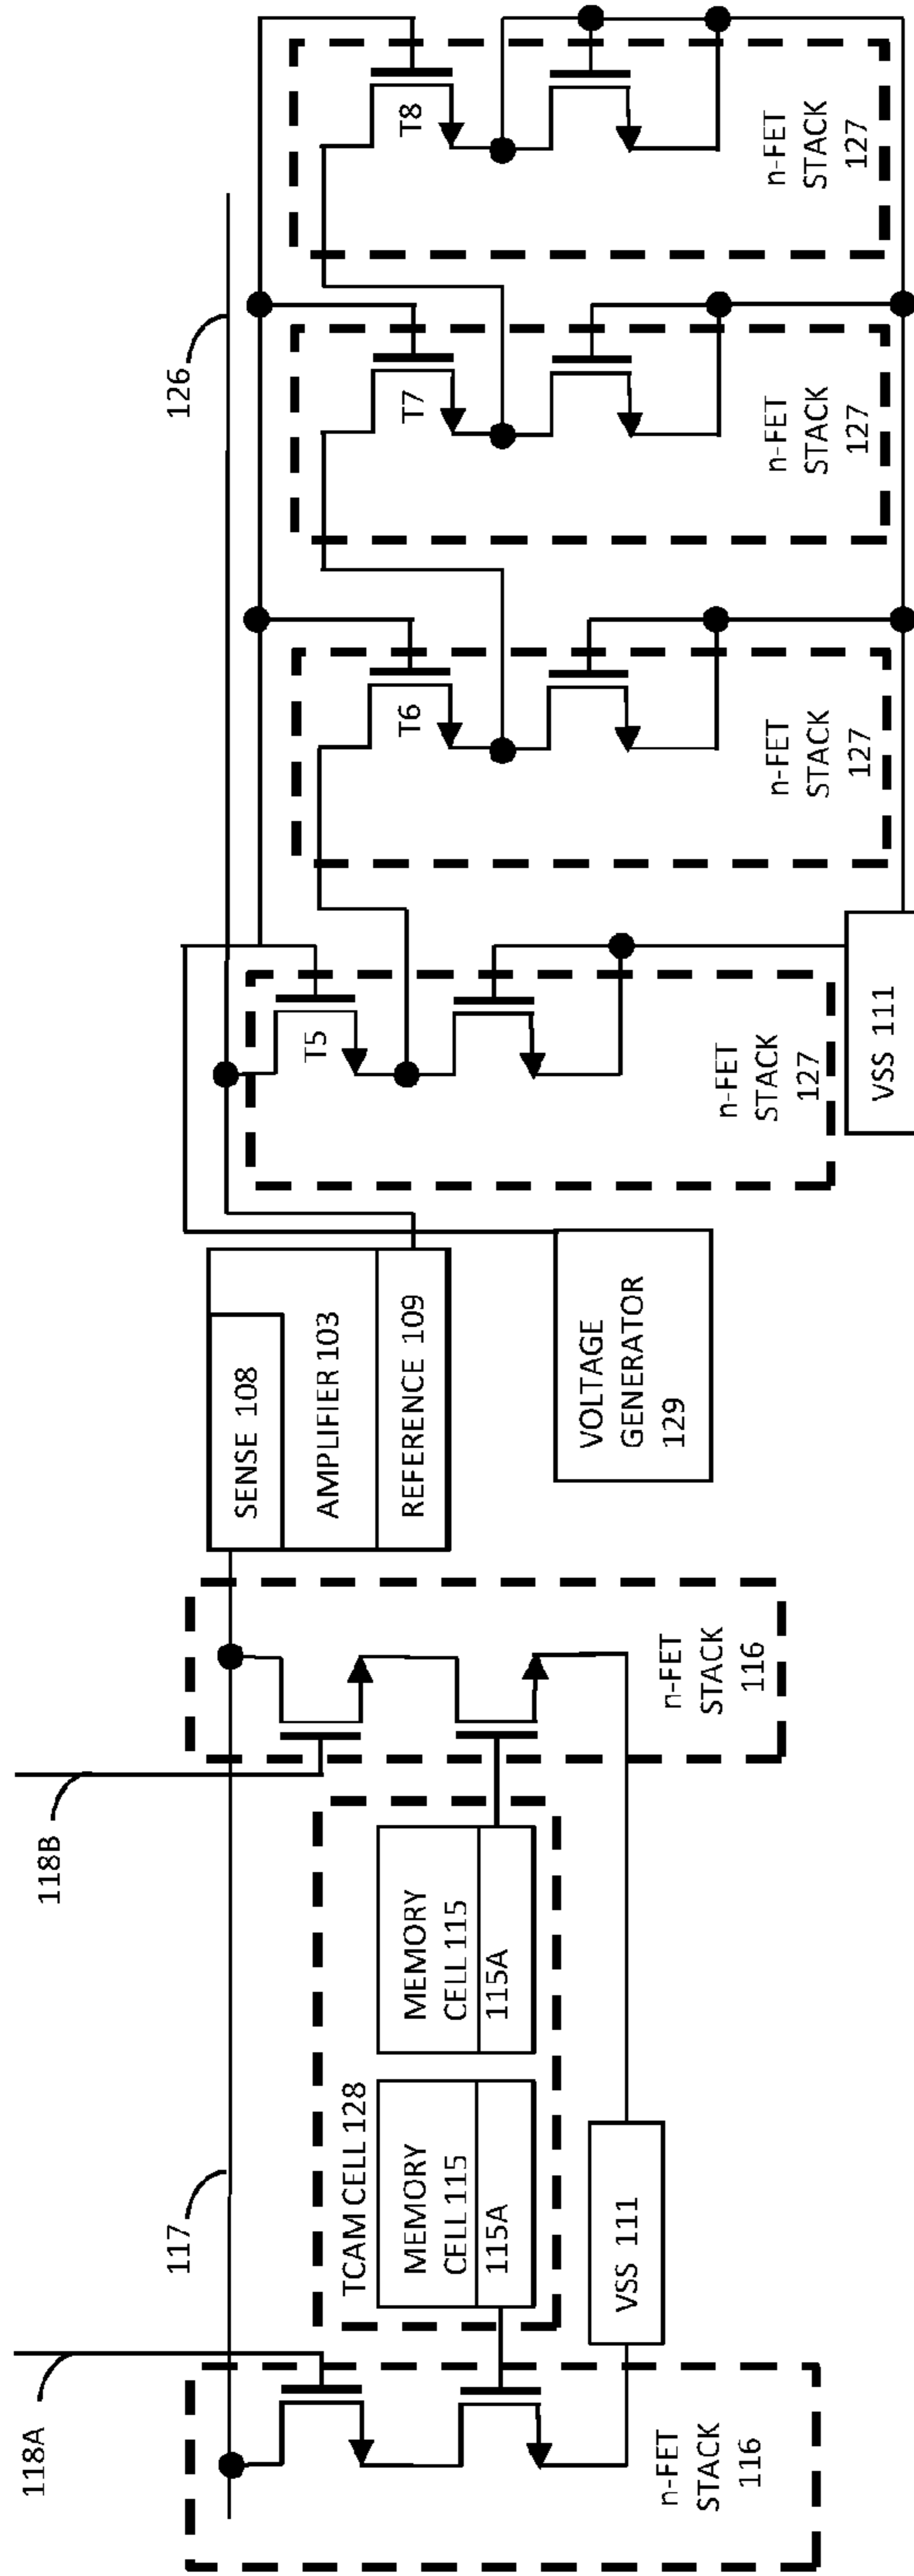 118A
117
118B
126
TCAM CELL 128
MEMORY
CELL 115
115A
MEMORY
CELL 115
115A
VSS 111
n-FET
STACK
116
n-FET
STACK
116
SENSE 108
AMPLIFIER 103
REFERENCE 109
VOLTAGE
GENERATOR
129
T5
n-FET
STACK
127
VSS 111
T6
n-FET
STACK
127
T7
n-FET
STACK
127
T8
n-FET
STACK
127